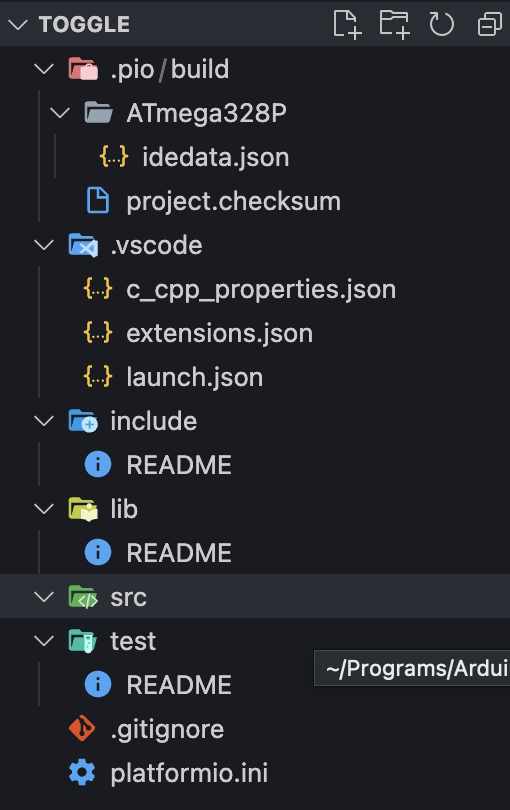 TOGGLE
.pio/build
ATmega328P
{..} idedata.json
project.checksum
.vscode
{..} c_cpp_properties.json
{..} extensions.json
{..} launch.json
include
i README
lib
i README
src
test
~/Programs/Ardui
i README
.gitignore
platformio.ini